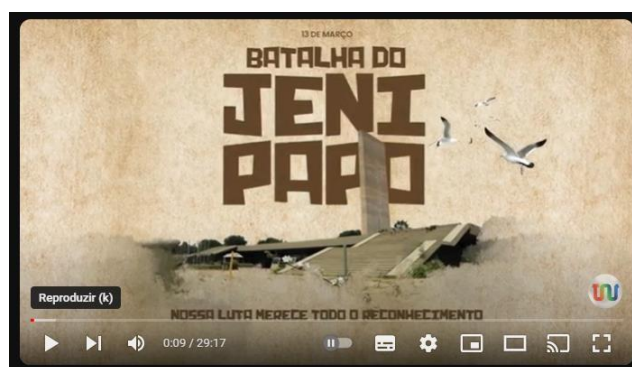 13 DE MARÇO
BATALHA DO
JENI
PAPO
Reproduzir (k)
NOSSA LUTA MERECE TODO O RECONHECIMENTO
0:09 / 29:17